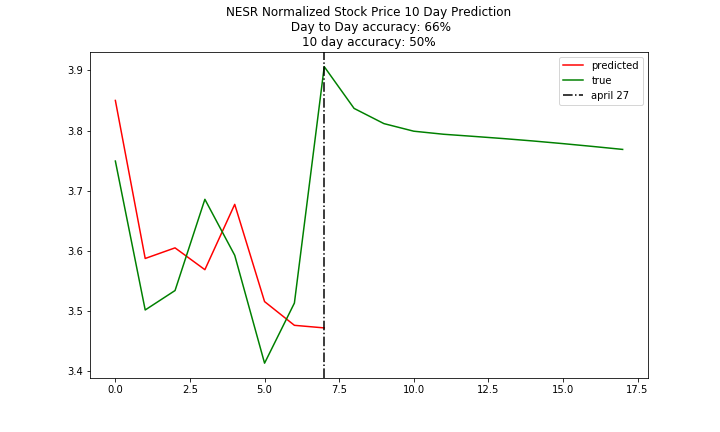 NESR Normalized Stock Price 10 Day Prediction
Day to Day accuracy: 66%
10 day accuracy: 50%
predicted
true
april 27
3.9
3.8
3.7
3.6
3.5
3.4
0.0 2.5 5.0 7.5 10.0 12.5 15.0 17.5